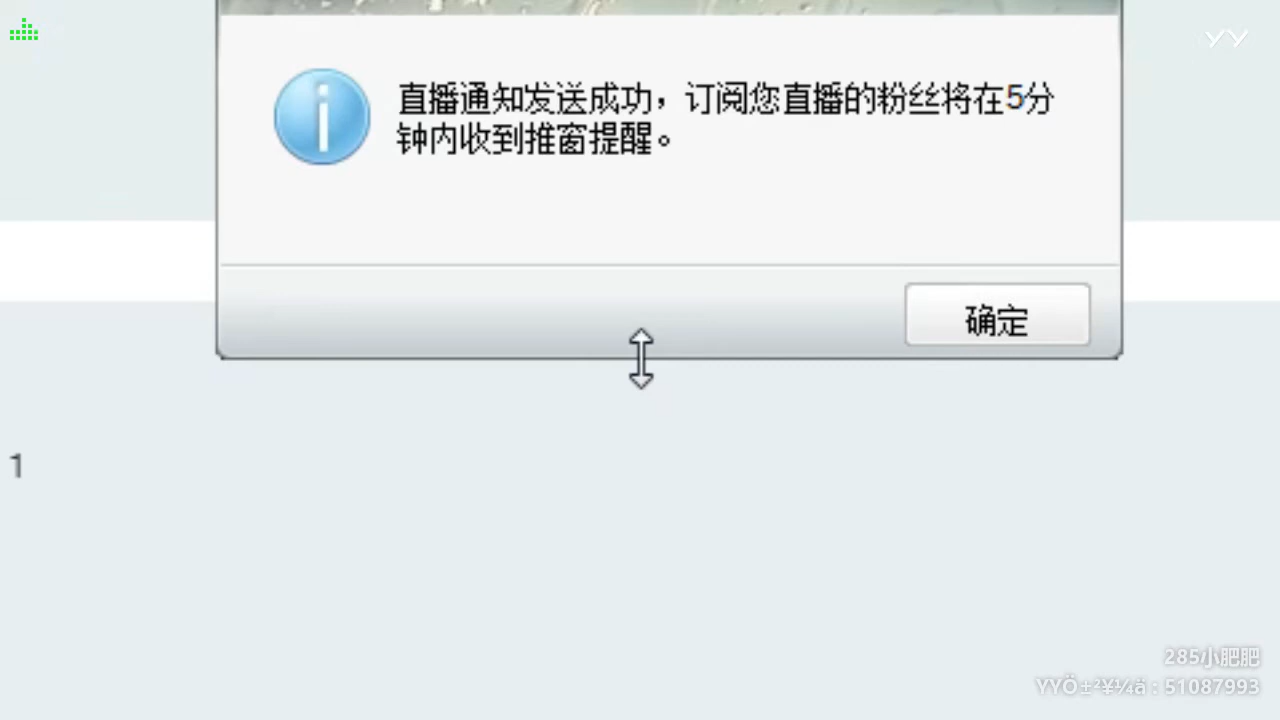 YY
直播通知发送成功，订阅您直播的粉丝将在5分
钟内收到推窗提醒。
确定
1
285小肥肥
YYÖ±²¥¼ä : 51087993